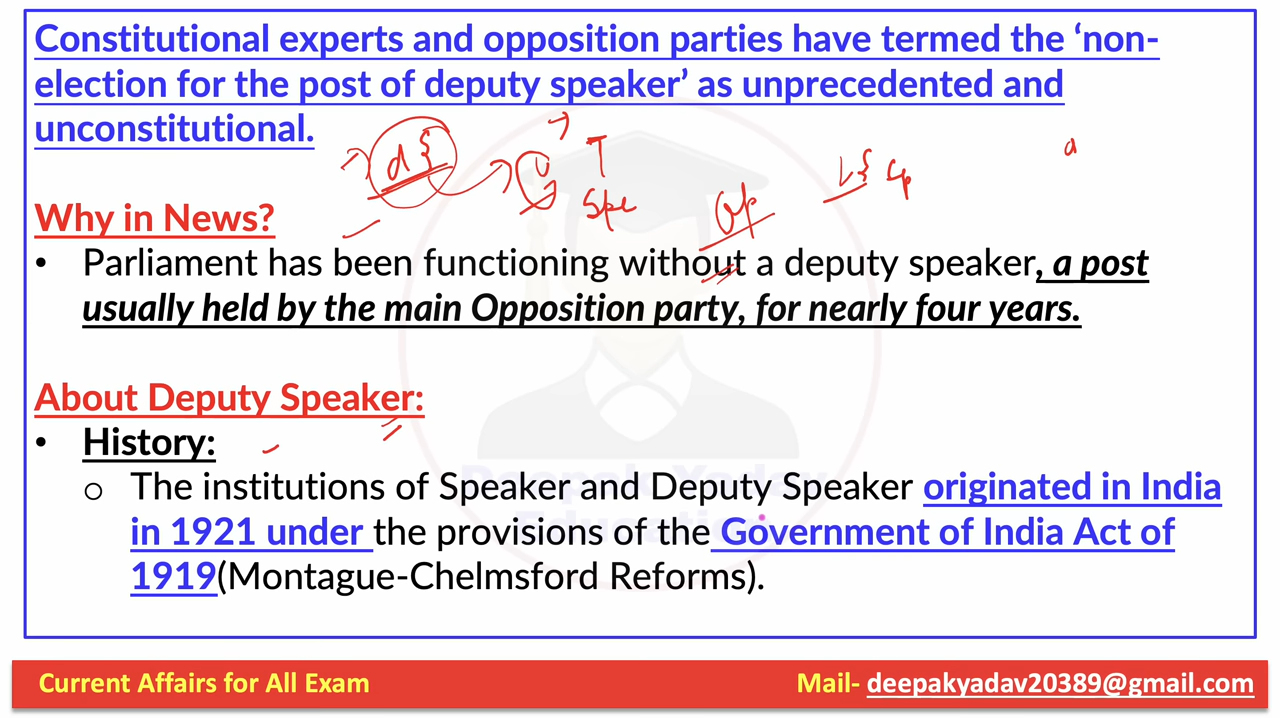 Constitutional experts and opposition parties have termed the ‘non-
election for the post of deputy speaker’ as unprecedented and
unconstitutional.
Why in News?
• Parliament has been functioning without a deputy speaker, a post
usually held by the main Opposition party, for nearly four years.
About Deputy Speaker:
• History:
o The institutions of Speaker and Deputy Speaker originated in India
in 1921 under the provisions of the Government of India Act of
1919(Montague-Chelmsford Reforms).
Deepak Yadav
Education
Current Affairs for All Exam
Mail- deepakyadav20389@gmail.com